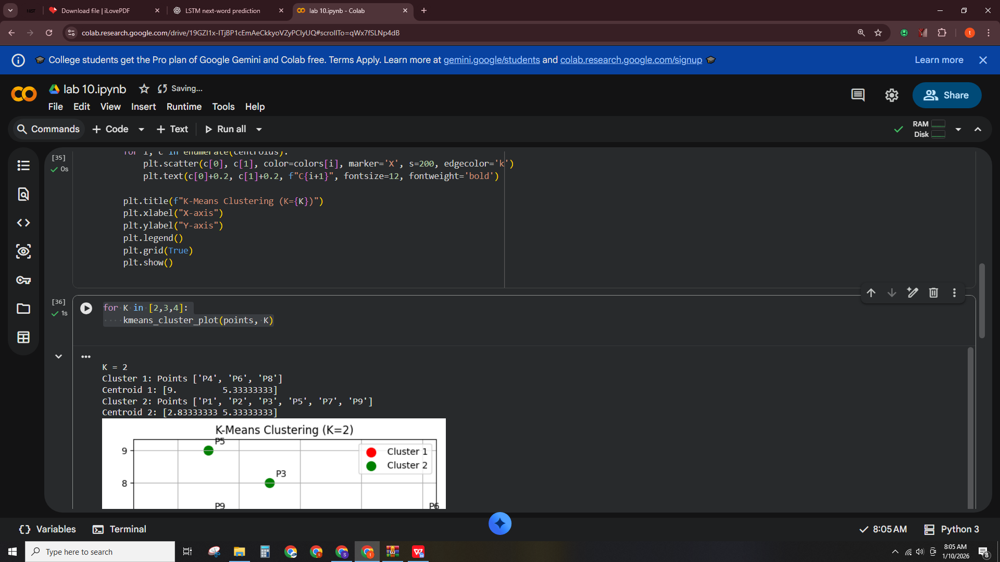 Download file | iLovePDF
LSTM next-word prediction
lab 10.ipynb - Colab
colab.research.google.com/drive/19GZI1x-ITjBP1cEmAeCkkyoVZyPClyUQ#scrollTo=qWx7fSLNp4dB
t
College students get the Pro plan of Google Gemini and Colab free. Terms Apply. Learn more at gemini.google/students and colab.research.google.com/signup
Learn more
lab 10.ipynb
Saving...
File Edit View Insert Runtime Tools Help
Share
Commands + Code + Text Run all
RAM
Disk
[35]
0s
for i, c in enumerate(centroids):
plt.scatter(c[0], c[1], color=colors[i], marker='X', s=200, edgecolor='k')
plt.text(c[0]+0.2, c[1]+0.2, f"C{i+1}", fontsize=12, fontweight='bold')
plt.title(f"K-Means Clustering (K={K})")
plt.xlabel("X-axis")
plt.ylabel("Y-axis")
plt.legend()
plt.grid(True)
plt.show()
[36]
1s
for K in [2,3,4]:
kmeans_cluster_plot(points, K)
K = 2
Cluster 1: Points ['P4', 'P6', 'P8']
Centroid 1: [9. 5.33333333]
Cluster 2: Points ['P1', 'P2', 'P3', 'P5', 'P7', 'P9']
Centroid 2: [2.83333333 5.33333333]
K-Means Clustering (K=2)
P5
9
Cluster 1
Cluster 2
P3
8
P9
P6
Variables
Terminal
8:05 AM
Python 3
Type here to search
8:05 AM
1/10/2026
8